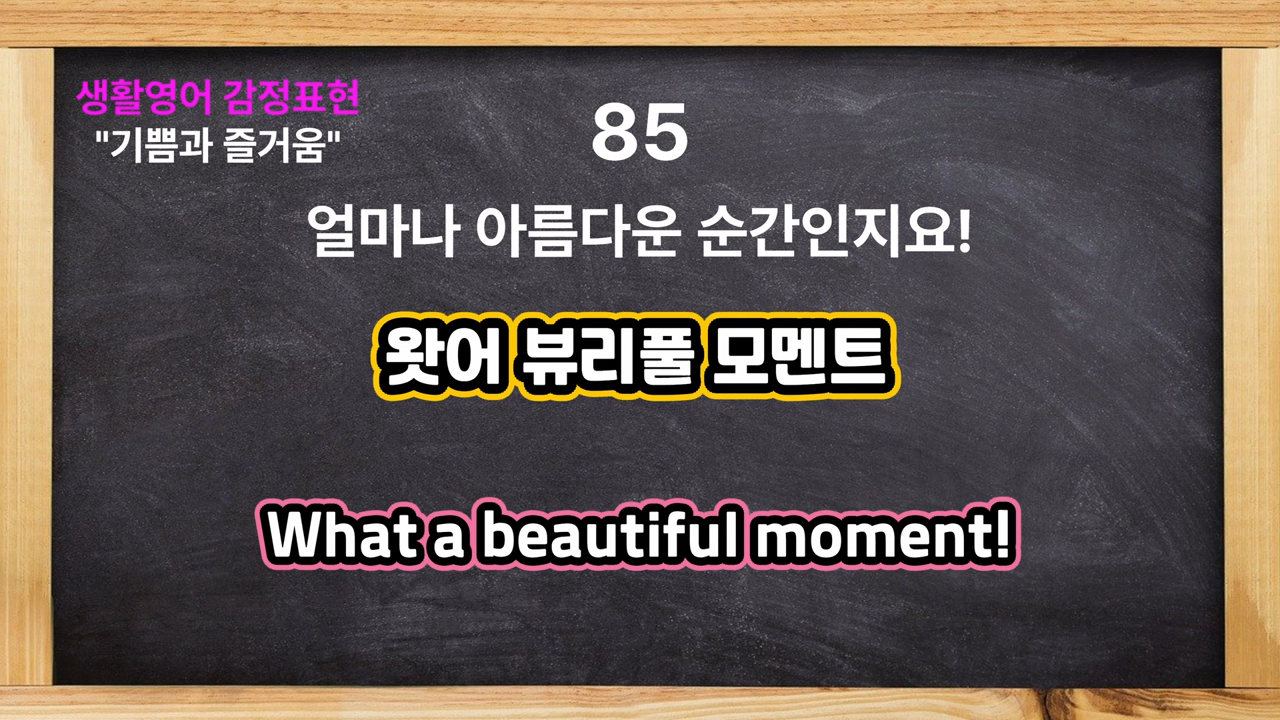 생활영어 감정표현
"기쁨과 즐거움"
85
얼마나 아름다운 순간인지요!
왓어 뷰리풀 모멘트
What a beautiful moment!